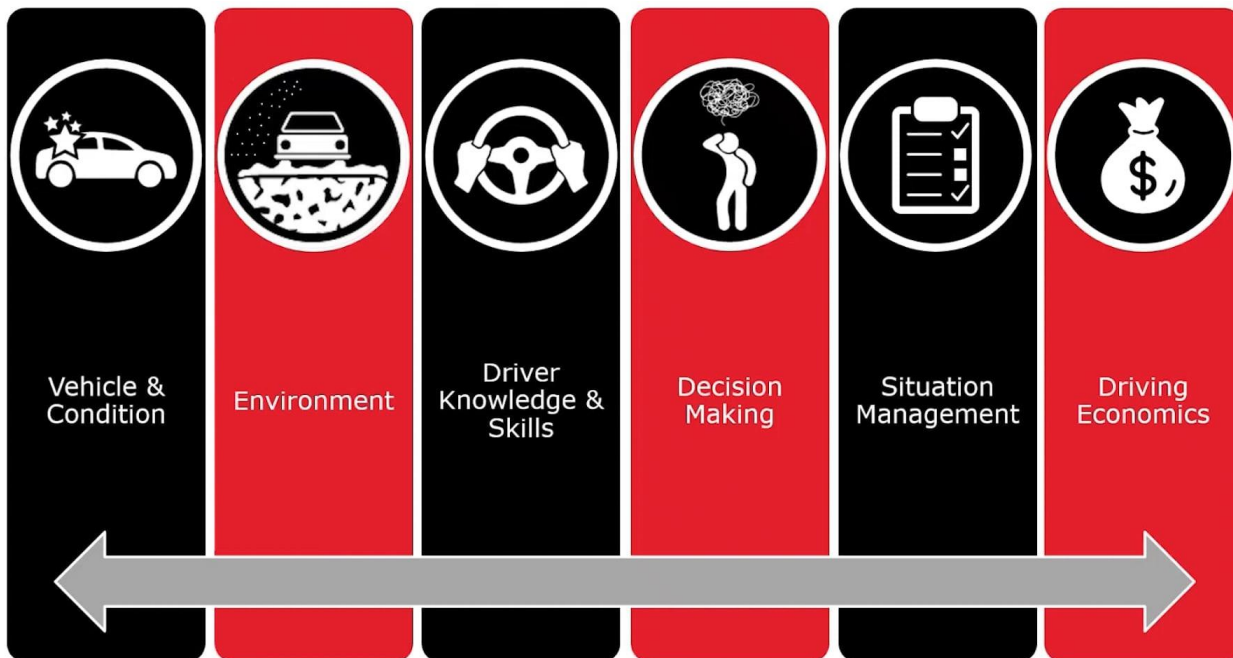 Vehicle &
Condition
Environment
Driver
Knowledge &
Skills
Decision
Making
Situation
Management
Driving
Economics
$